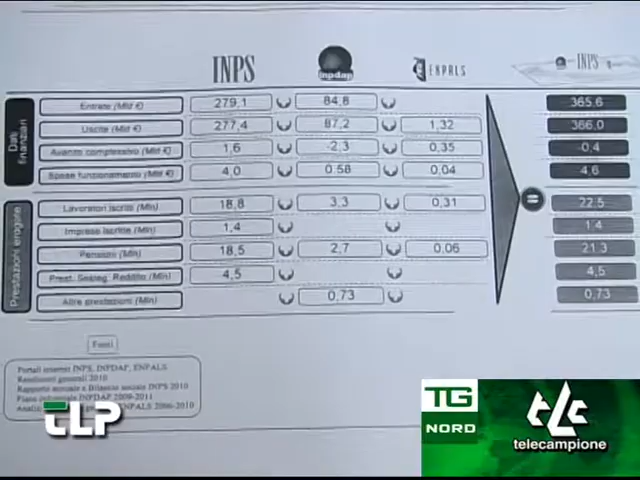 INPS inpdap ENPALS INPS
Dati finanziari
Entrate (Mld €) 279,1 84,8 365,6
Uscite (Mld €) 277,4 87,2 1,32 366,0
Avanzo complessivo (Mld €) 1,6 -2,3 0,35 -0,4
Spese funzionamento (Mld €) 4,0 0.58 0,04 4,6
Prestazioni erogate
Lavoratori iscritti (Mln) 18,8 3,3 0,31 22,5
Imprese iscritte (Mln) 1,4 1,4
Pensioni (Mln) 18,5 2,7 0,06 21,3
Prest. Sosteg. Reddito (Mln) 4,5 4,5
Altre prestazioni (Mln) 0,73 0,73
Fonti
Portali internet INPS, INPDAP, ENPALS
Rendiconti generali 2010
Rapporto annuale e Bilancio sociale INPS 2010
Piano industriale INPDAP 2009-2011
ENPALS 2006-2010
TLP
TG
NORD
tlc
telecampione